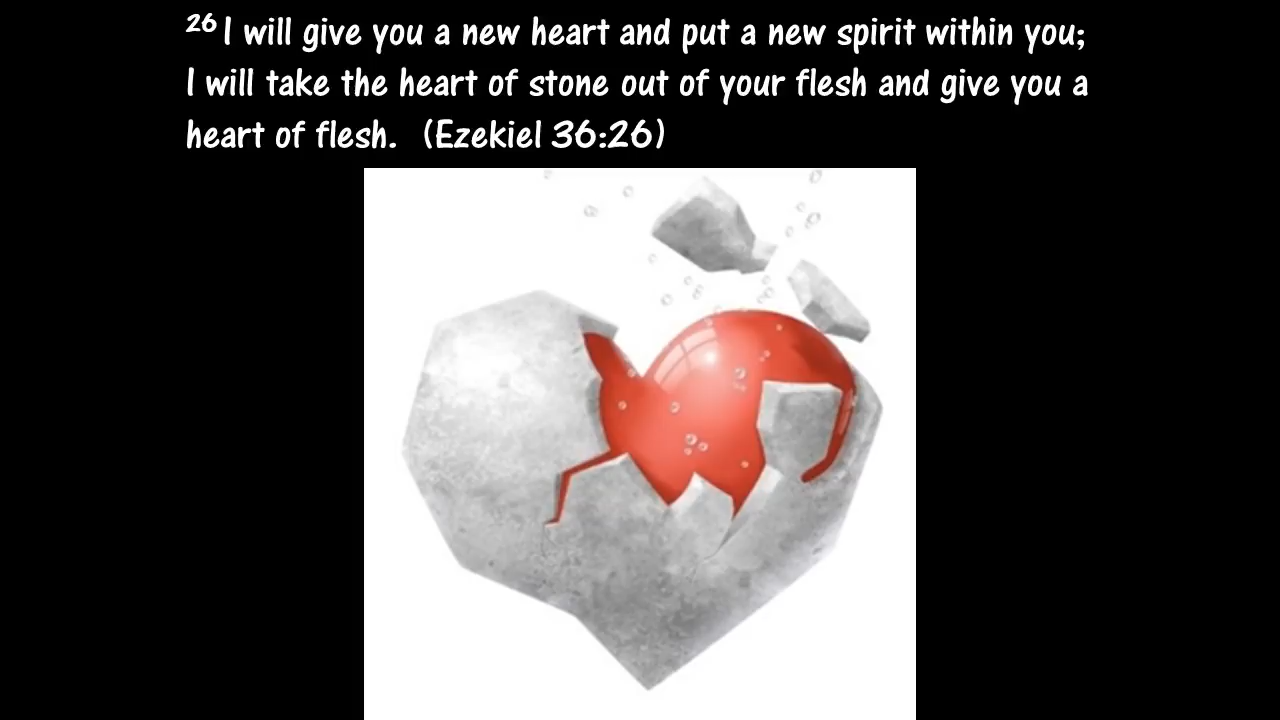 26 I will give you a new heart and put a new spirit within you;
I will take the heart of stone out of your flesh and give you a
heart of flesh. (Ezekiel 36:26)